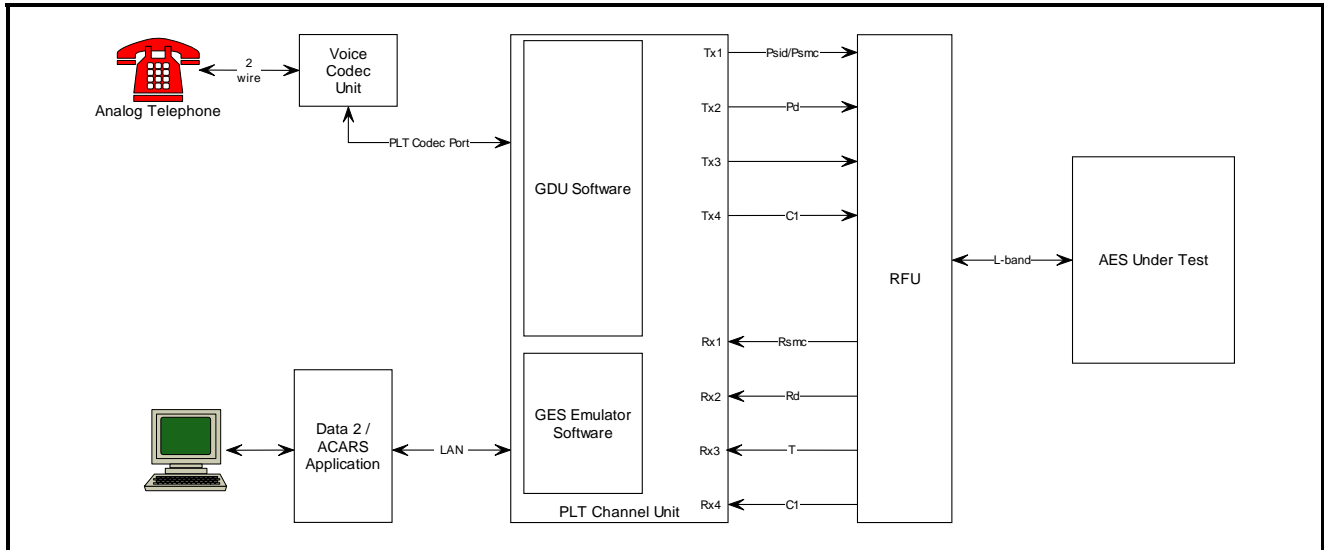 Analog Telephone
2
wire
Voice
Codec
Unit
PLT Codec Port
GDU Software
GES Emulator
Software
PLT Channel Unit
Data 2 /
ACARS
Application
LAN
Tx1
Psid/Psmc
Tx2
Pd
Tx3
Tx4
C1
Rx1
Rsmc
Rx2
Rd
Rx3
T
Rx4
C1
RFU
L-band
AES Under Test